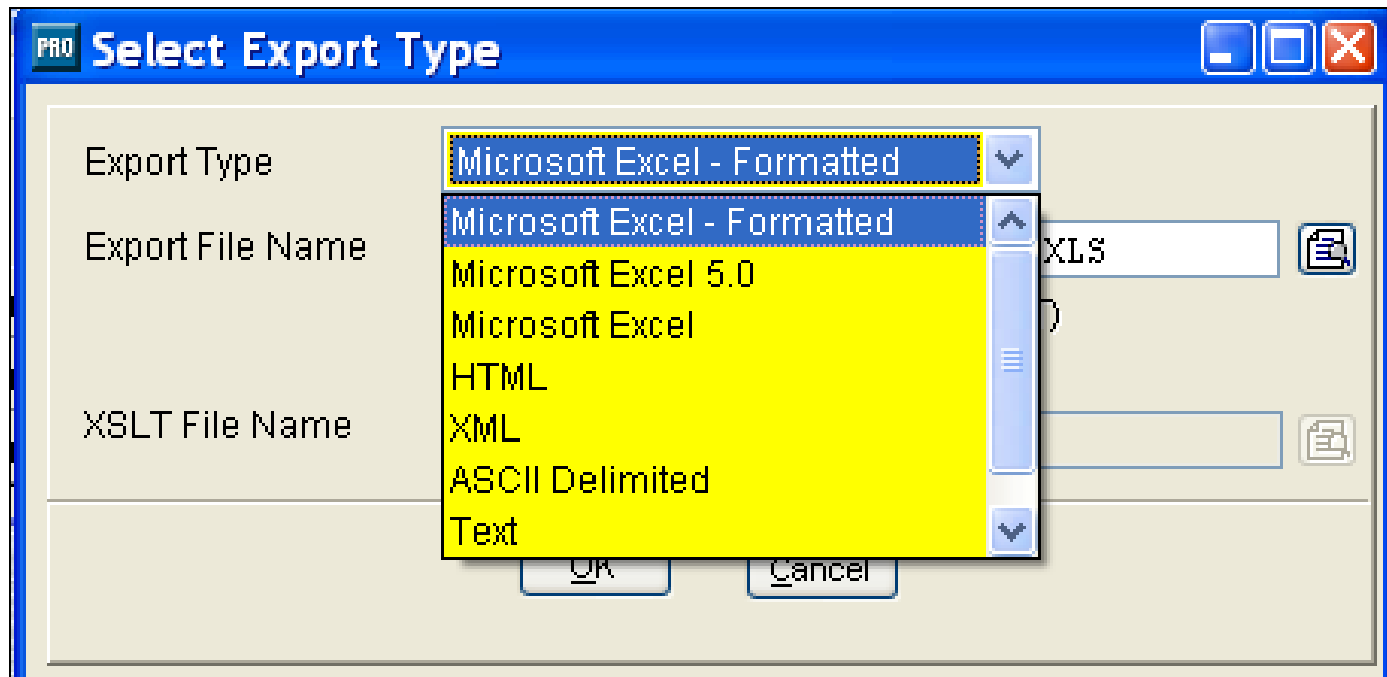 PRO Select Export Type
Export Type Microsoft Excel - Formatted
Microsoft Excel - Formatted
Export File Name XLS
Microsoft Excel 5.0
Microsoft Excel )
HTML
XSLT File Name XML
ASCII Delimited
Text
OK Cancel